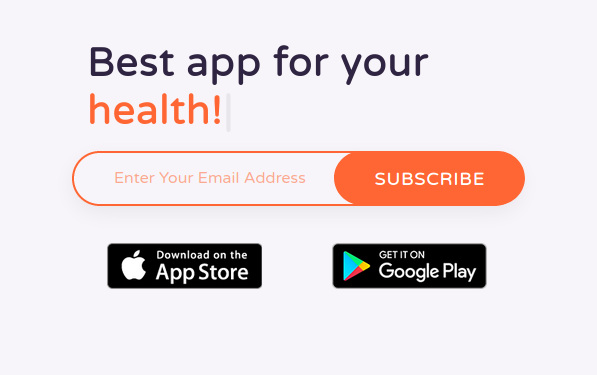 Best app for your
health!
Enter Your Email Address
SUBSCRIBE
Download on the
App Store
GET IT ON
Google Play